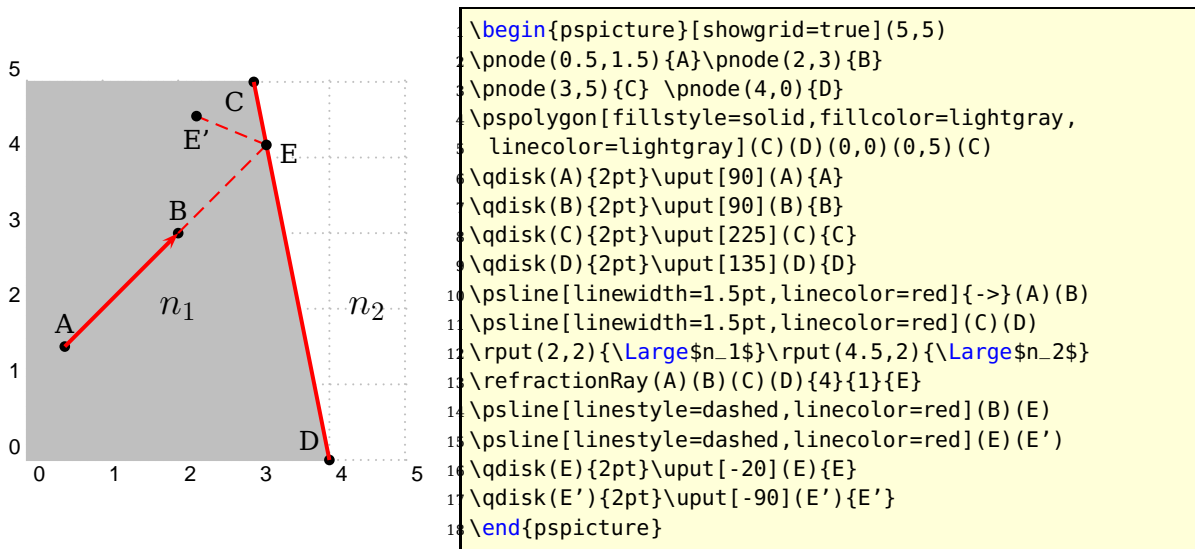 5
C
E'
4
E
3
B
2
n1
n2
A
1
D
0
0 1 2 3 4 5
1 \begin{pspicture}[showgrid=true](5,5)
2 \pnode(0.5,1.5){A}\pnode(2,3){B}
3 \pnode(3,5){C} \pnode(4,0){D}
4 \pspolygon[fillstyle=solid,fillcolor=lightgray,
5 linecolor=lightgray](C)(D)(0,0)(0,5)(C)
6 \qdisk(A){2pt}\uput[90](A){A}
7 \qdisk(B){2pt}\uput[90](B){B}
8 \qdisk(C){2pt}\uput[225](C){C}
9 \qdisk(D){2pt}\uput[135](D){D}
10 \psline[linewidth=1.5pt,linecolor=red]{->}(A)(B)
11 \psline[linewidth=1.5pt,linecolor=red](C)(D)
12 \rput(2,2){\Large$n_1$}\rput(4.5,2){\Large$n_2$}
13 \refractionRay(A)(B)(C)(D){4}{1}{E}
14 \psline[linestyle=dashed,linecolor=red](B)(E)
15 \psline[linestyle=dashed,linecolor=red](E)(E')
16 \qdisk(E){2pt}\uput[-20](E){E}
17 \qdisk(E'){2pt}\uput[-90](E'){E'}
18 \end{pspicture}